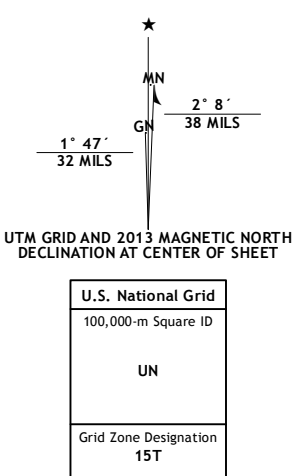 ★
MN
GN
2° 8´
38 MILS
1° 47´
32 MILS
UTM GRID AND 2013 MAGNETIC NORTH
DECLINATION AT CENTER OF SHEET
U.S. National Grid
100,000-m Square ID
UN
Grid Zone Designation
15T